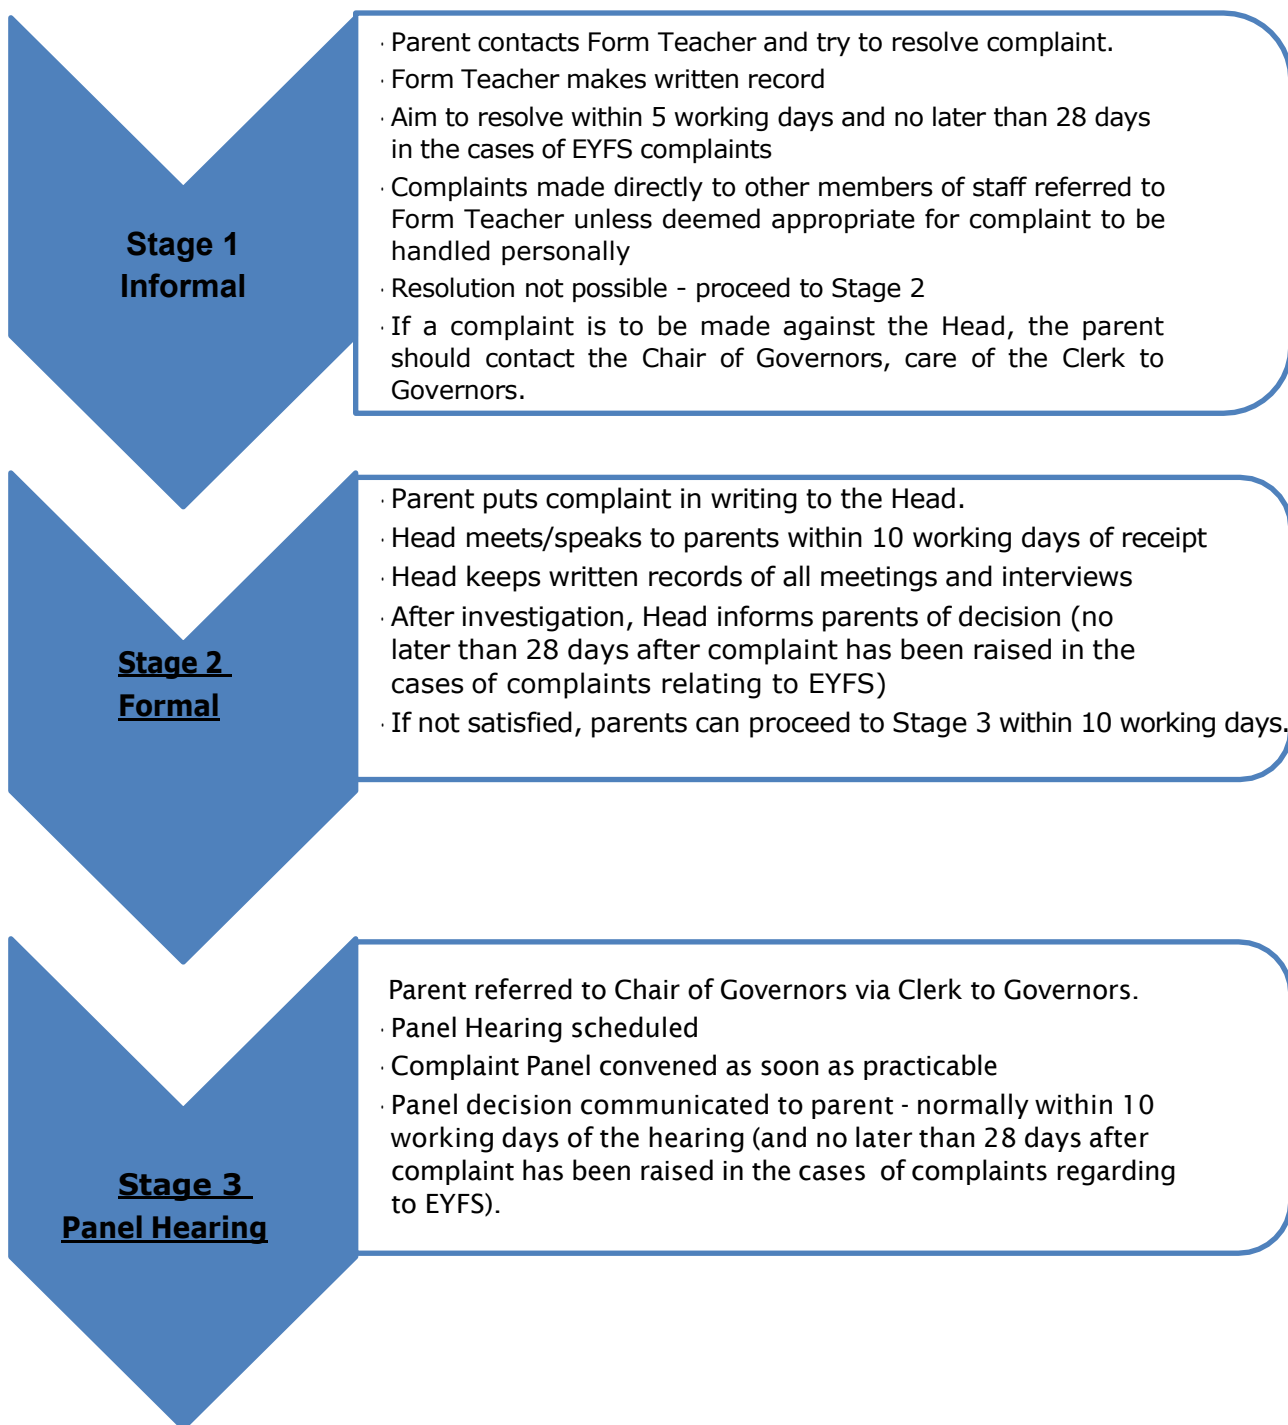 Stage 1
Informal
· Parent contacts Form Teacher and try to resolve complaint.
· Form Teacher makes written record
· Aim to resolve within 5 working days and no later than 28 days
in the cases of EYFS complaints
· Complaints made directly to other members of staff referred to
Form Teacher unless deemed appropriate for complaint to be
handled personally
· Resolution not possible - proceed to Stage 2
· If a complaint is to be made against the Head, the parent
should contact the Chair of Governors, care of the Clerk to
Governors.
Stage 2
Formal
· Parent puts complaint in writing to the Head.
· Head meets/speaks to parents within 10 working days of receipt
· Head keeps written records of all meetings and interviews
· After investigation, Head informs parents of decision (no
later than 28 days after complaint has been raised in the
cases of complaints relating to EYFS)
· If not satisfied, parents can proceed to Stage 3 within 10 working days.
Stage 3
Panel Hearing
Parent referred to Chair of Governors via Clerk to Governors.
· Panel Hearing scheduled
· Complaint Panel convened as soon as practicable
· Panel decision communicated to parent - normally within 10
working days of the hearing (and no later than 28 days after
complaint has been raised in the cases of complaints regarding
to EYFS).